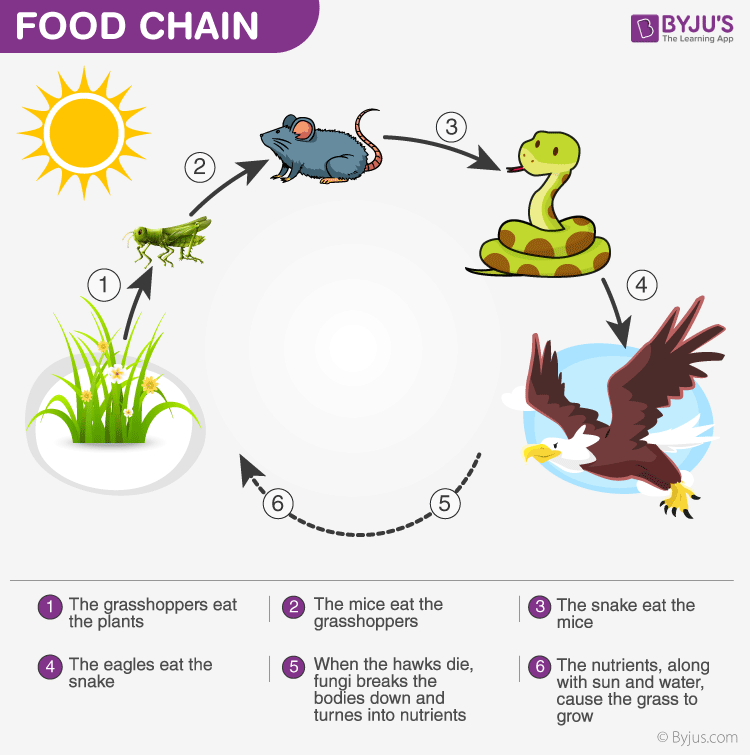 FOOD CHAIN
BYJU'S
The Learning App
3
2
1
4
6
5
1 The grasshoppers eat
the plants
2 The mice eat the
grasshoppers
3 The snake eat the
mice
4 The eagles eat the
snake
5 When the hawks die,
fungi breaks the
bodies down and
turnes into nutrients
6 The nutrients, along
with sun and water,
cause the grass to
grow
© Byjus.com